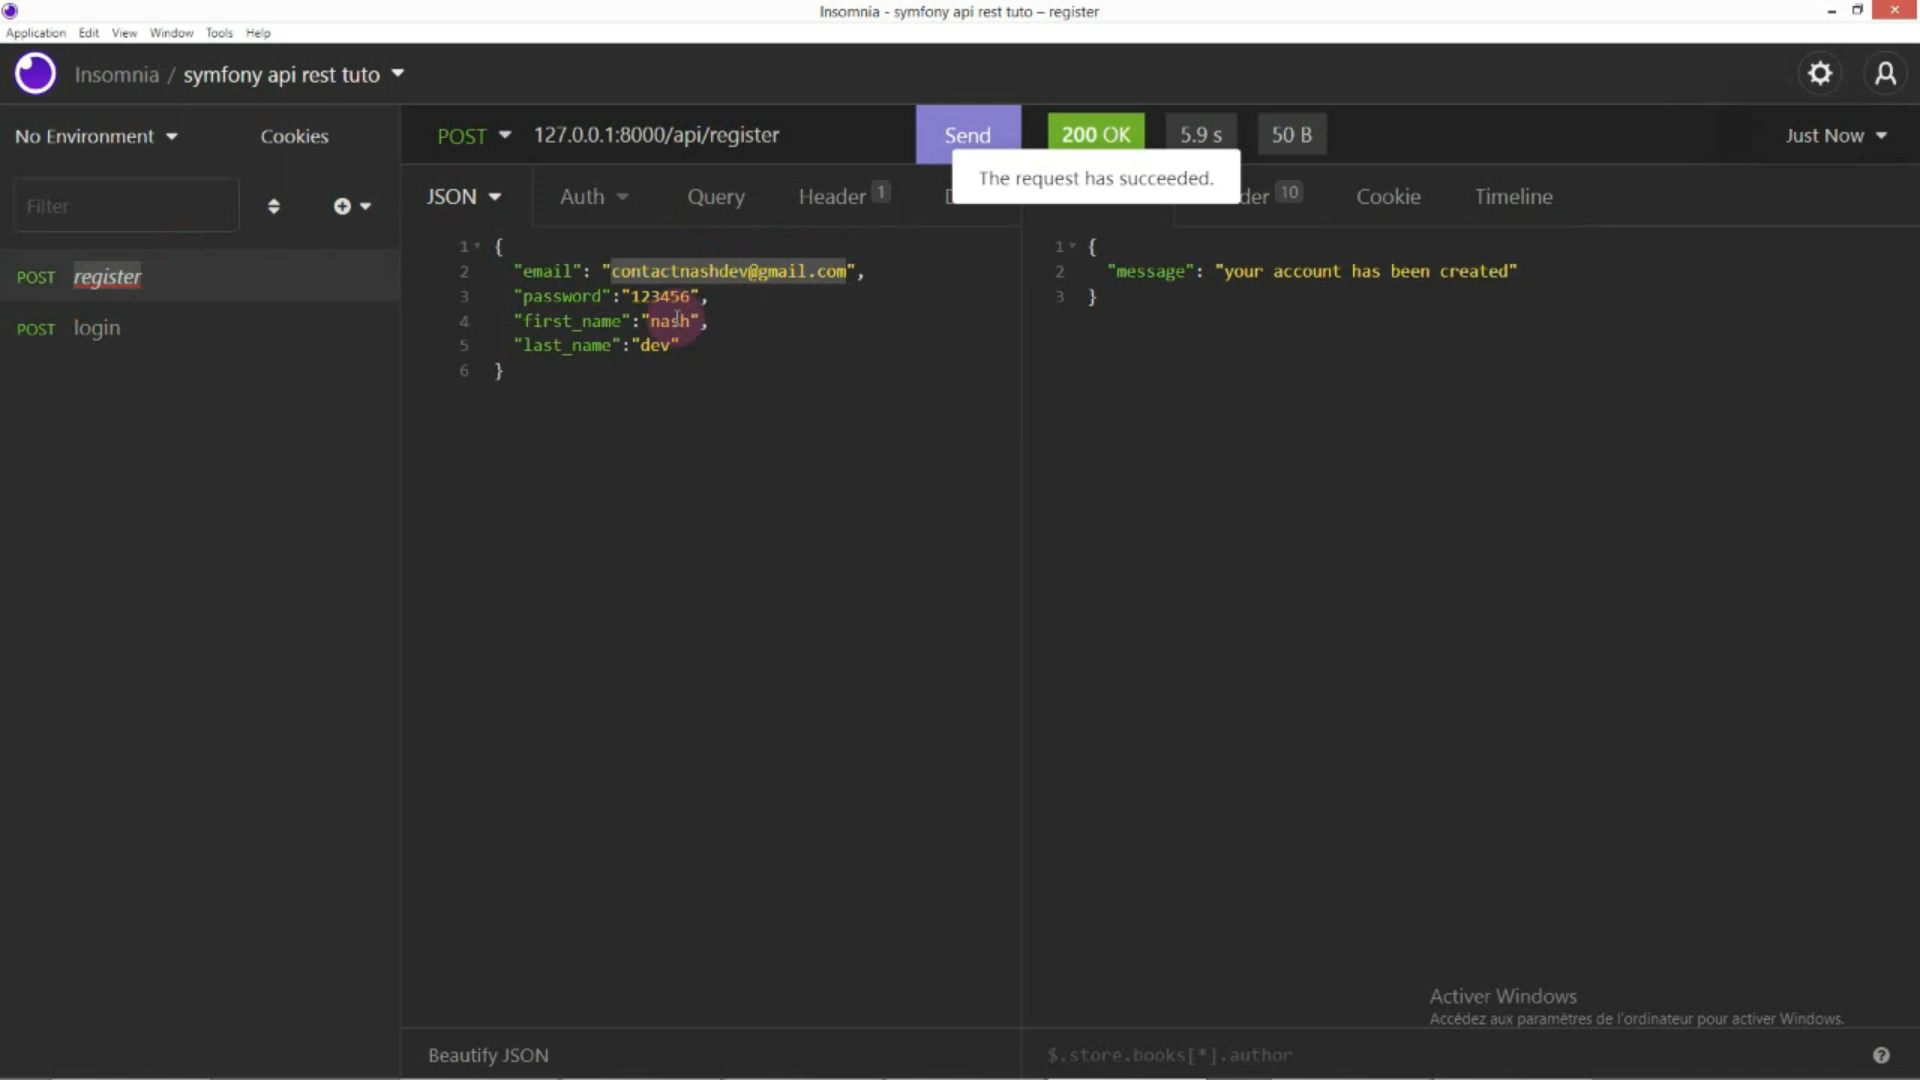 Insomnia - symfony api rest tuto – register
Application Edit View Window Tools Help
Insomnia / symfony api rest tuto
No Environment Cookies
POST 127.0.0.1:8000/api/register Send 200 OK 5.9 s 50 B Just Now
The request has succeeded.
Filter
JSON Auth Query Header 1 der 10 Cookie Timeline
POST register
POST login
1 {
2 "email": "contactnashdev@gmail.com",
3 "password":"123456",
4 "first_name":"nash",
5 "last_name":"dev"
6 }
1 {
2 "message": "your account has been created"
3 }
Activer Windows
Accédez aux paramètres de l'ordinateur pour activer Windows.
Beautify JSON
$.store.books[*].author